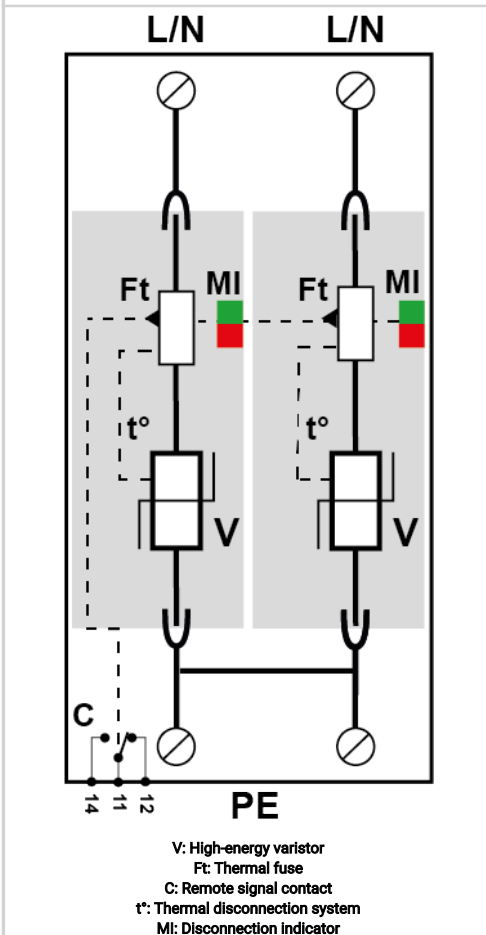 L/N L/N
Ft MI Ft MI
t° t°
V V
C
14 11 12
PE
V: High-energy varistor
Ft: Thermal fuse
C: Remote signal contact
t°: Thermal disconnection system
MI: Disconnection indicator